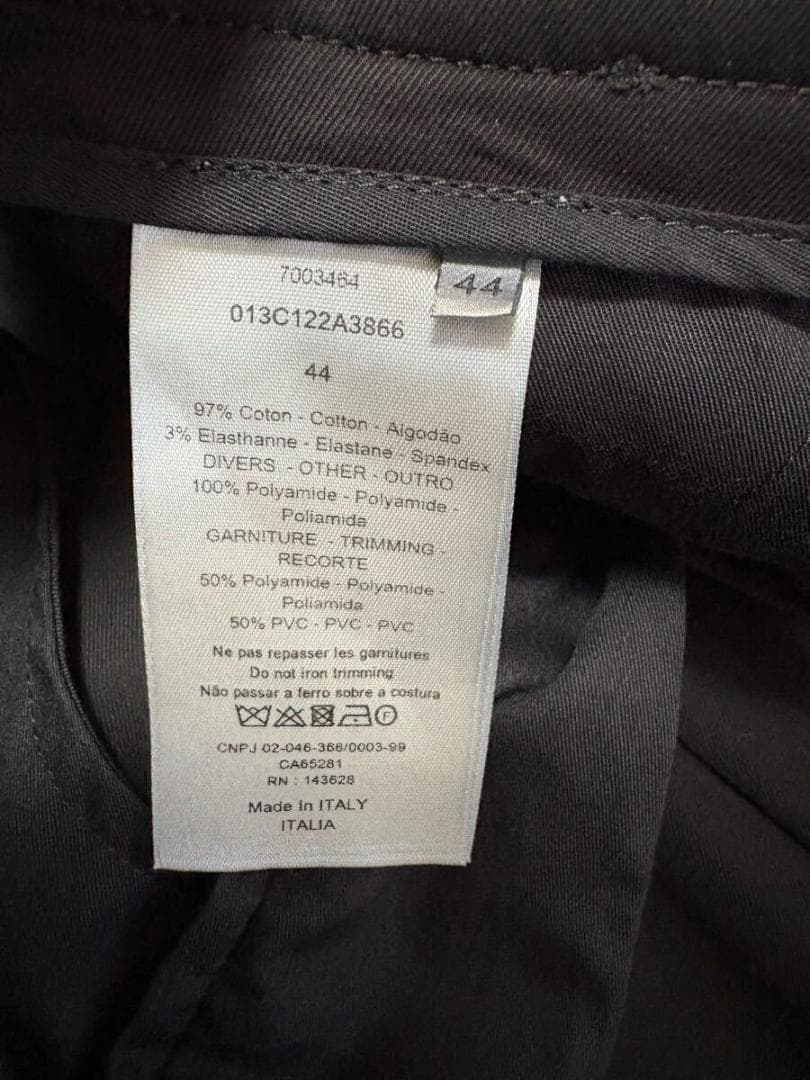 7003464
44
013C122A3866
44
97% Coton - Cotton - Algodão
3% Elasthanne - Elastane - Spandex
DIVERS - OTHER - OUTRO
100% Polyamide - Polyamide -
Poliamida
GARNITURE - TRIMMING -
RECORTE
50% Polyamide - Polyamide -
Poliamida
50% PVC - PVC - PVC
Ne pas repasser les garnitures
Do not iron trimming
Não passar a ferro sobre a costura
F
CNPJ 02-046-366/0003-99
CA65281
RN : 143628
Made in ITALY
ITALIA